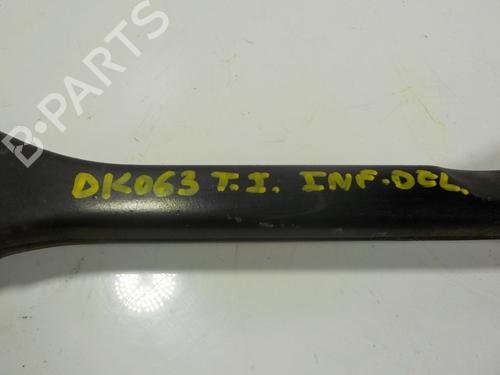 B-PARTS
DK063 T.I. INF.DEL.